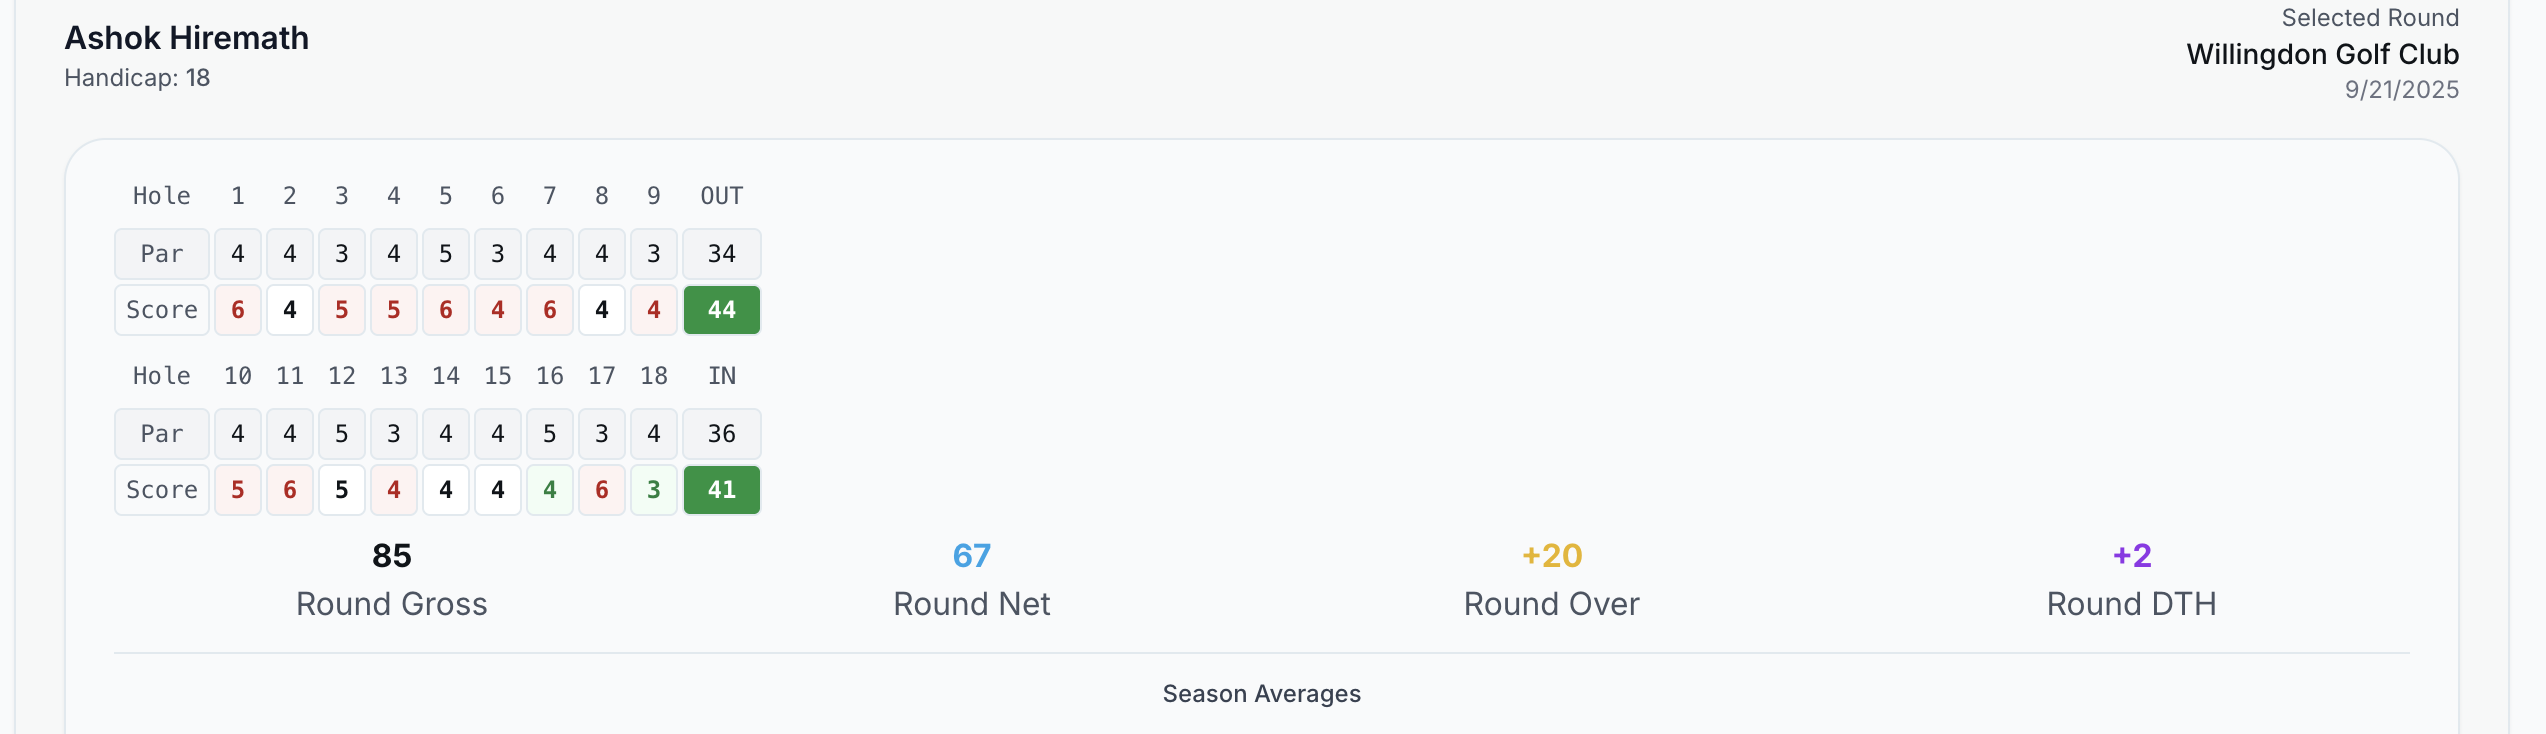 Ashok Hiremath
Handicap: 18
Selected Round
Willingdon Golf Club
9/21/2025
Hole 1 2 3 4 5 6 7 8 9 OUT
Par 4 4 3 4 5 3 4 4 3 34
Score 6 4 5 5 6 4 6 4 4 44
Hole 10 11 12 13 14 15 16 17 18 IN
Par 4 4 5 3 4 4 5 3 4 36
Score 5 6 5 4 4 4 4 6 3 41
85 67 +20 +2
Round Gross Round Net Round Over Round DTH
Season Averages